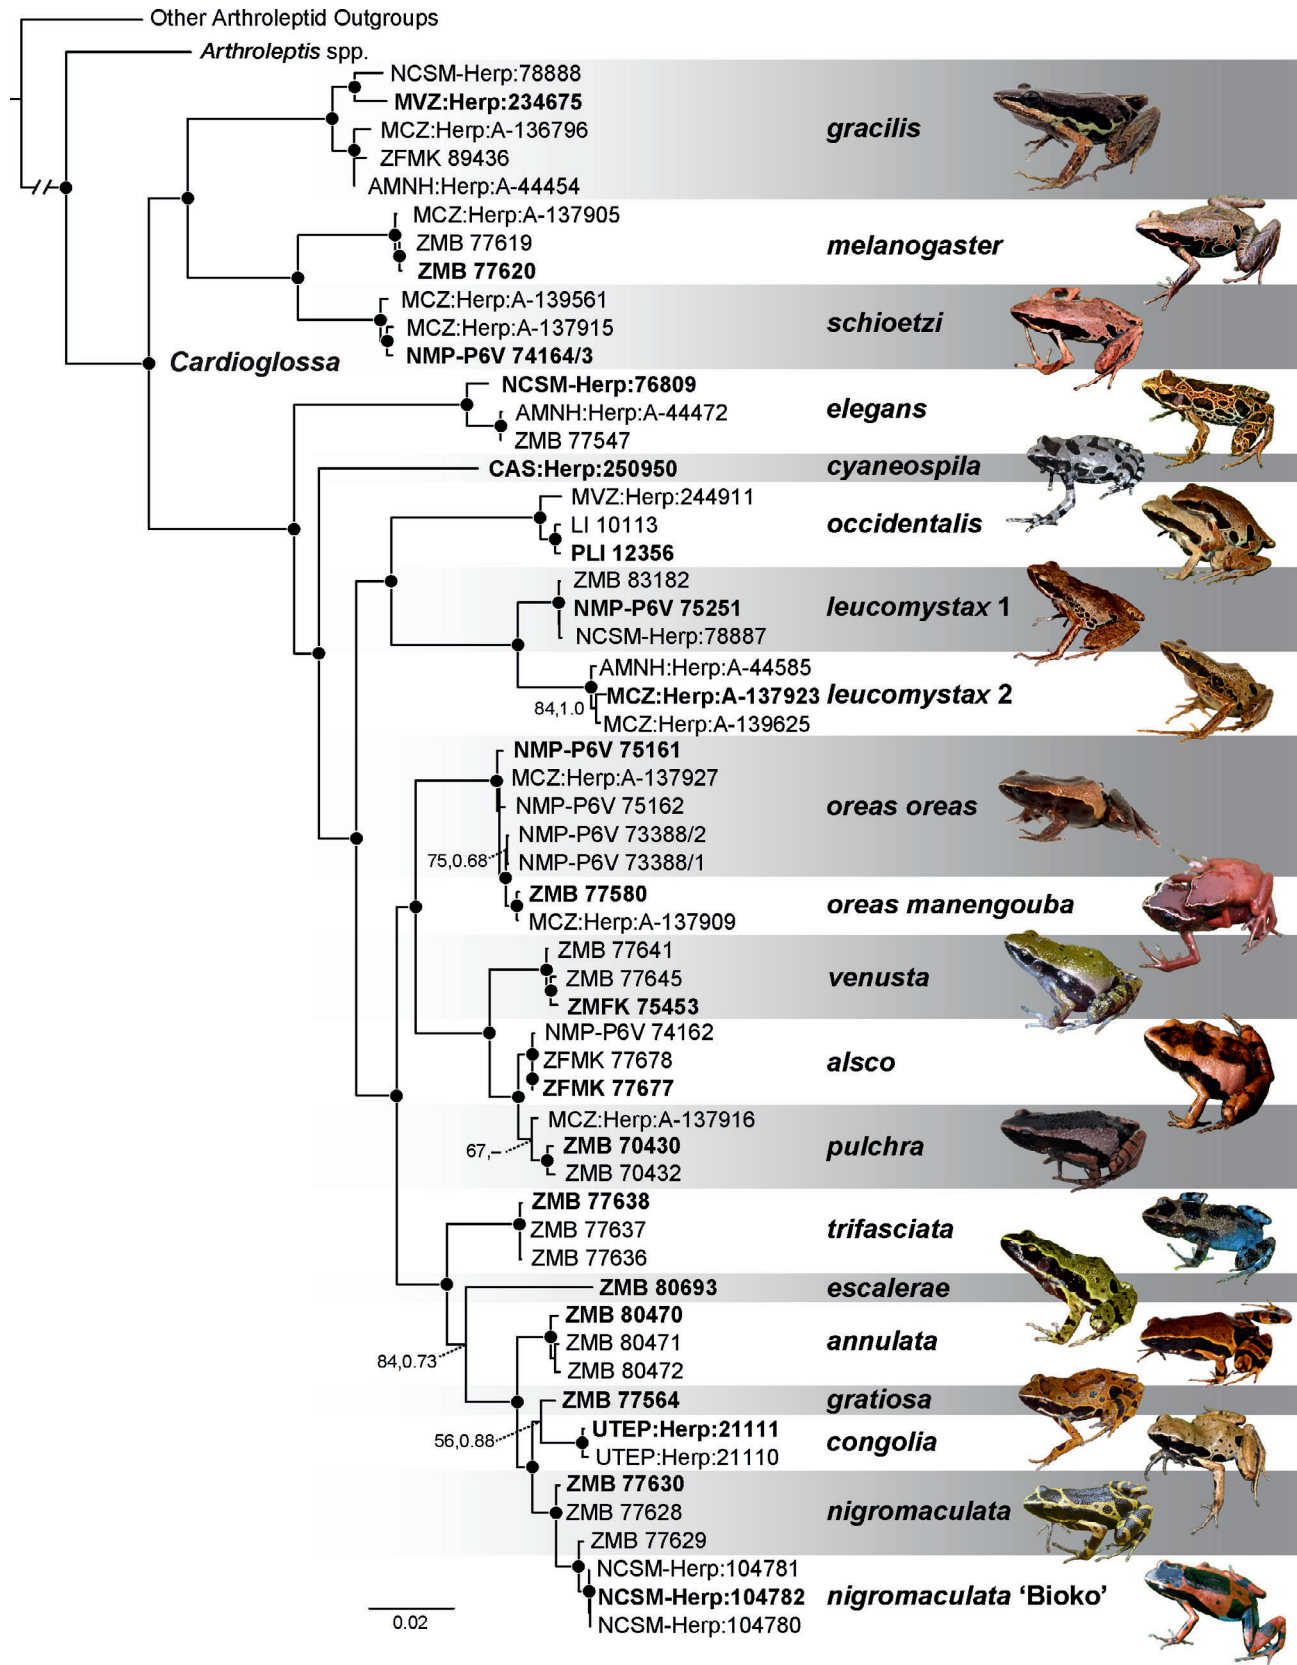 Other Arthroleptid Outgroups
Arthroleptis spp.
NCSM-Herp:78888
MVZ:Herp:234675
MCZ:Herp:A-136796
ZFMK 89436
AMNH:Herp:A-44454
gracilis
MCZ:Herp:A-137905
ZMB 77619
ZMB 77620
melanogaster
MCZ:Herp:A-139561
MCZ:Herp:A-137915
NMP-P6V 74164/3
schioetzi
Cardioglossa
NCSM-Herp:76809
AMNH:Herp:A-44472
ZMB 77547
elegans
CAS:Herp:250950
cyaneospila
MVZ:Herp:244911
LI 10113
PLI 12356
occidentalis
ZMB 83182
NMP-P6V 75251
NCSM-Herp:78887
leucomystax 1
AMNH:Herp:A-44585
MCZ:Herp:A-137923
MCZ:Herp:A-139625
84,1.0
leucomystax 2
NMP-P6V 75161
MCZ:Herp:A-137927
NMP-P6V 75162
NMP-P6V 73388/2
NMP-P6V 73388/1
75,0.68
oreas oreas
ZMB 77580
MCZ:Herp:A-137909
oreas manengouba
ZMB 77641
ZMB 77645
ZMFK 75453
venusta
NMP-P6V 74162
ZFMK 77678
ZFMK 77677
alsco
MCZ:Herp:A-137916
ZMB 70430
ZMB 70432
67,–
pulchra
ZMB 77638
ZMB 77637
ZMB 77636
trifasciata
ZMB 80693
escalerae
84,0.73
ZMB 80470
ZMB 80471
ZMB 80472
annulata
ZMB 77564
gratiosa
56,0.88
UTEP:Herp:21111
UTEP:Herp:21110
congolia
ZMB 77630
ZMB 77628
ZMB 77629
nigromaculata
NCSM-Herp:104781
NCSM-Herp:104782
NCSM-Herp:104780
nigromaculata ‘Bioko’
0.02